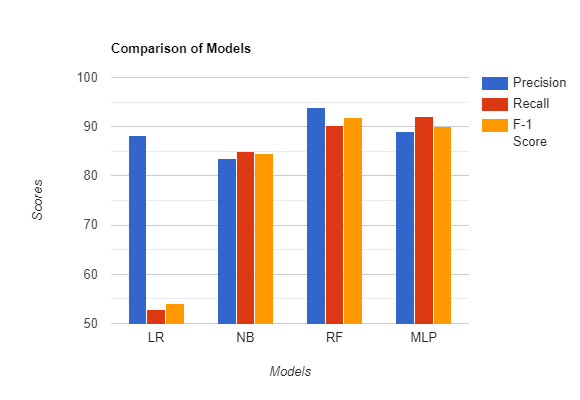 Comparison of Models
100
90
80
70
60
50
Scores
LR NB RF MLP
Models
Precision
Recall
F-1
Score